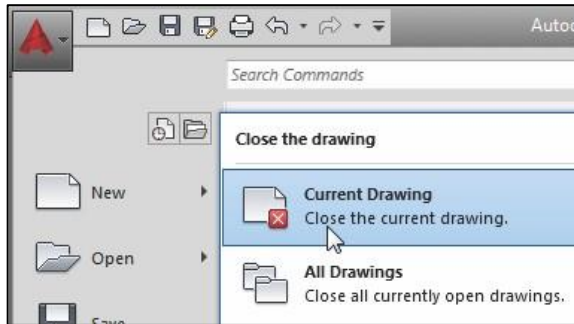 Search Commands
Close the drawing
New
Current Drawing
Close the current drawing.
Open
All Drawings
Close all currently open drawings.